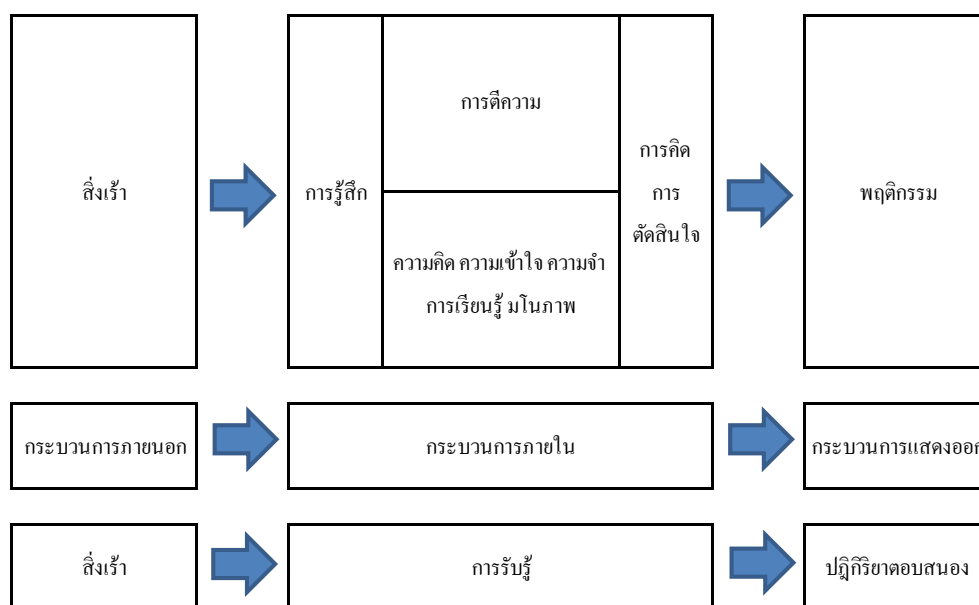 สิ่งเร้า
การรู้สึก
การตีความ
ความคิด ความเข้าใจ ความจำ
การเรียนรู้ มโนภาพ
การคิด
การ
ตัดสินใจ
พฤติกรรม
กระบวนการภายนอก
กระบวนการภายใน
กระบวนการแสดงออก
สิ่งเร้า
การรับรู้
ปฎิกิริยาตอบสนอง